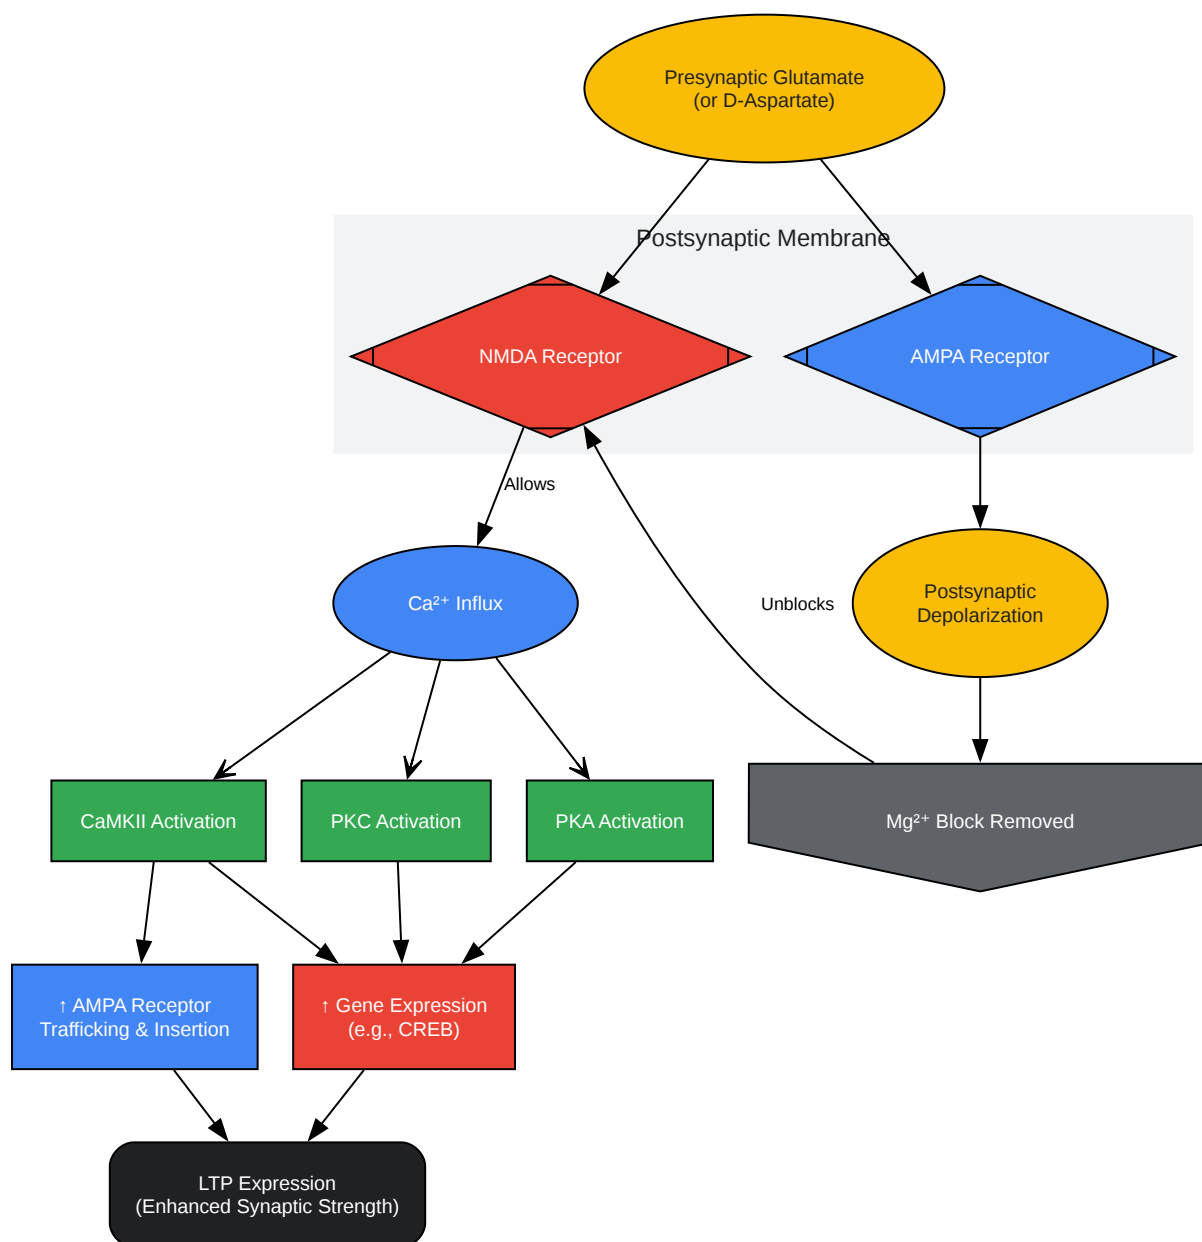 Presynaptic Glutamate
(or D-Aspartate)
Postsynaptic Membrane
NMDA Receptor
AMPA Receptor
Allows
Ca²⁺ Influx
Unblocks
Postsynaptic
Depolarization
CaMKII Activation
PKC Activation
PKA Activation
Mg²⁺ Block Removed
↑ AMPA Receptor
Trafficking & Insertion
↑ Gene Expression
(e.g., CREB)
LTP Expression
(Enhanced Synaptic Strength)